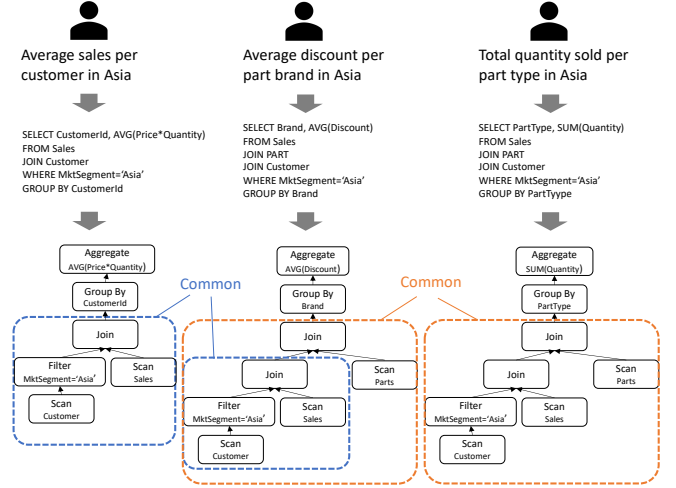 Average sales per
customer in Asia
SELECT CustomerId, AVG(Price*Quantity)
FROM Sales
JOIN Customer
WHERE MktSegment='Asia'
GROUP BY CustomerId
Aggregate
AVG(Price*Quantity)
Group By
CustomerId
Join
Filter
MktSegment='Asia'
Scan
Sales
Scan
Customer
Common
Average discount per
part brand in Asia
SELECT Brand, AVG(Discount)
FROM Sales
JOIN PART
JOIN Customer
WHERE MktSegment='Asia'
GROUP BY Brand
Aggregate
AVG(Discount)
Group By
Brand
Join
Scan
Parts
Join
Filter
MktSegment='Asia'
Scan
Sales
Scan
Customer
Common
Total quantity sold per
part type in Asia
SELECT PartType, SUM(Quantity)
FROM Sales
JOIN PART
JOIN Customer
WHERE MktSegment='Asia'
GROUP BY PartTyype
Aggregate
SUM(Quantity)
Group By
PartType
Join
Scan
Parts
Join
Filter
MktSegment='Asia'
Scan
Sales
Scan
Customer